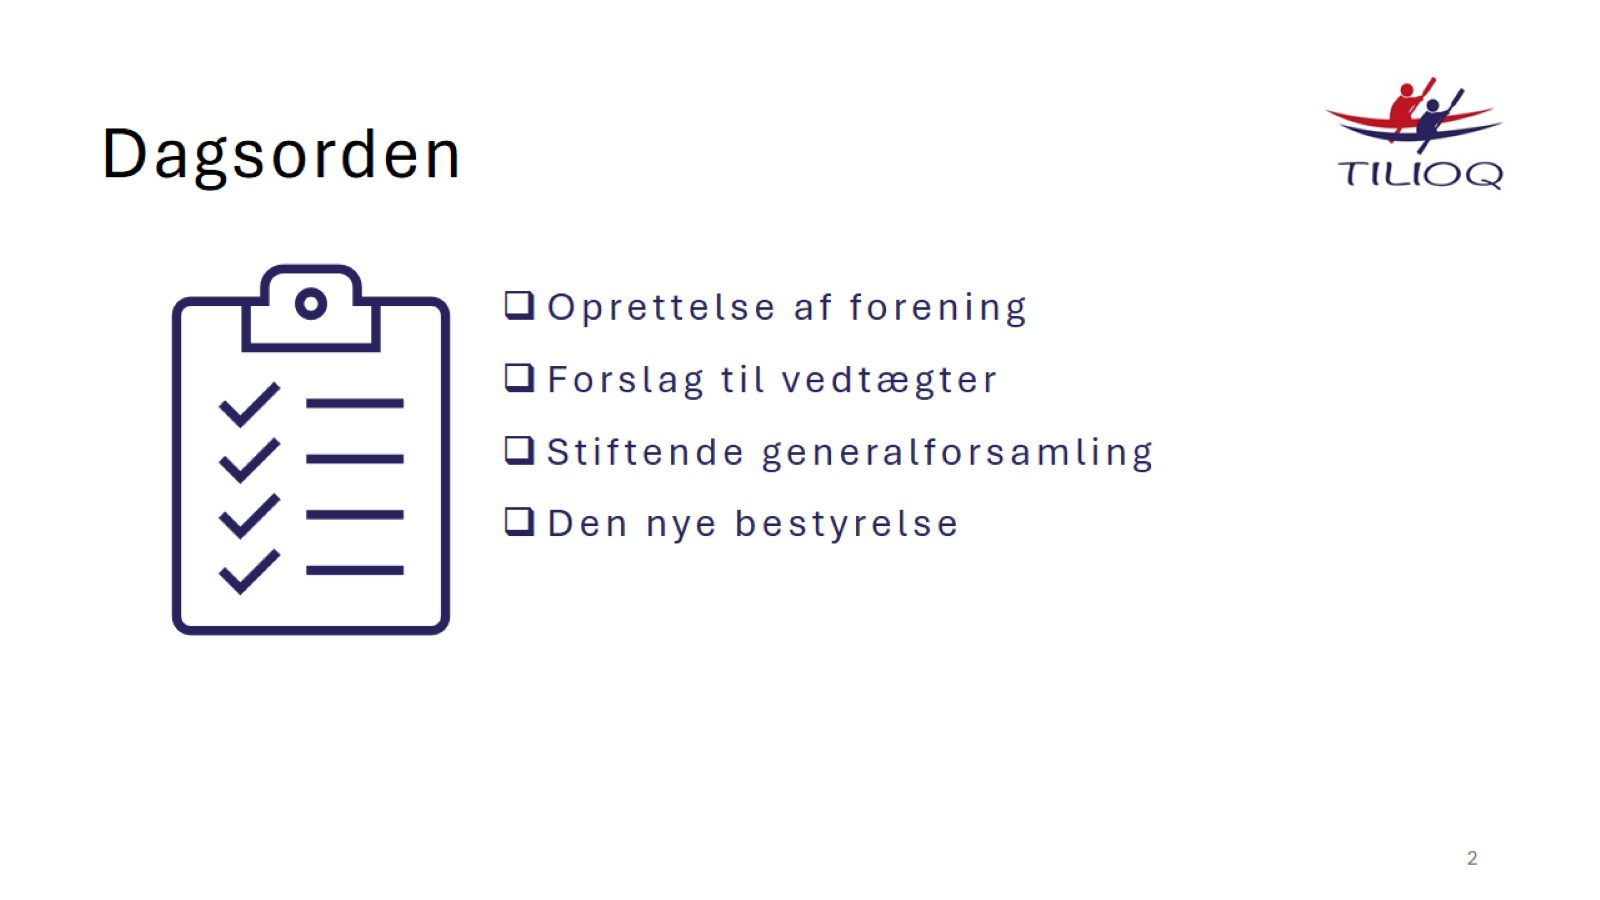 Dagsorden
TILIOQ
Oprettelse af forening
Forslag til vedtægter
Stiftende generalforsamling
Den nye bestyrelse
2